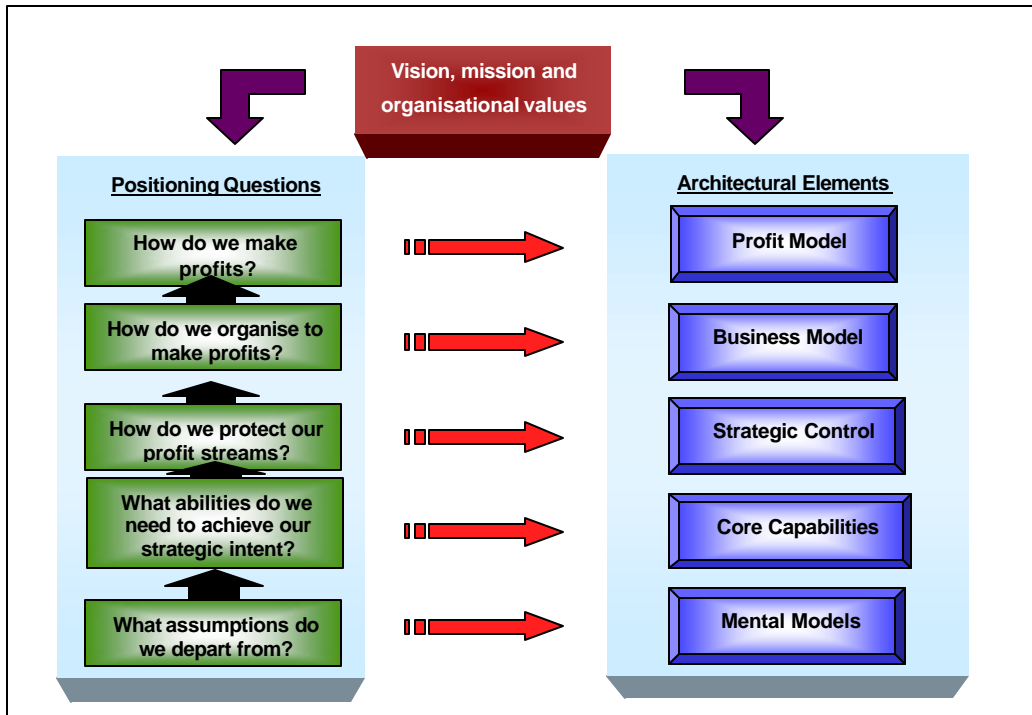 Vision, mission and
organisational values
Positioning Questions
How do we make
profits?
How do we organise to
make profits?
How do we protect our
profit streams?
What abilities do we
need to achieve our
strategic intent?
What assumptions do
we depart from?
Architectural Elements
Profit Model
Business Model
Strategic Control
Core Capabilities
Mental Models